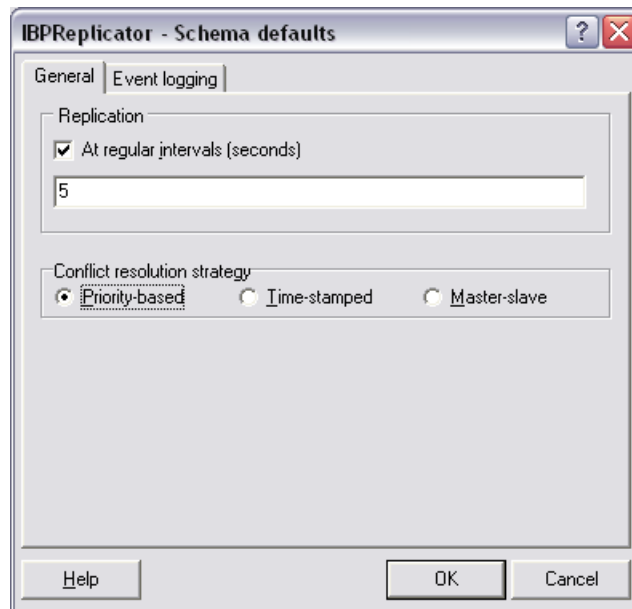 IBPReplicator - Schema defaults
General Event logging
Replication
At regular intervals (seconds)
5
Conflict resolution strategy
Priority-based Time-stamped Master-slave
Help OK Cancel